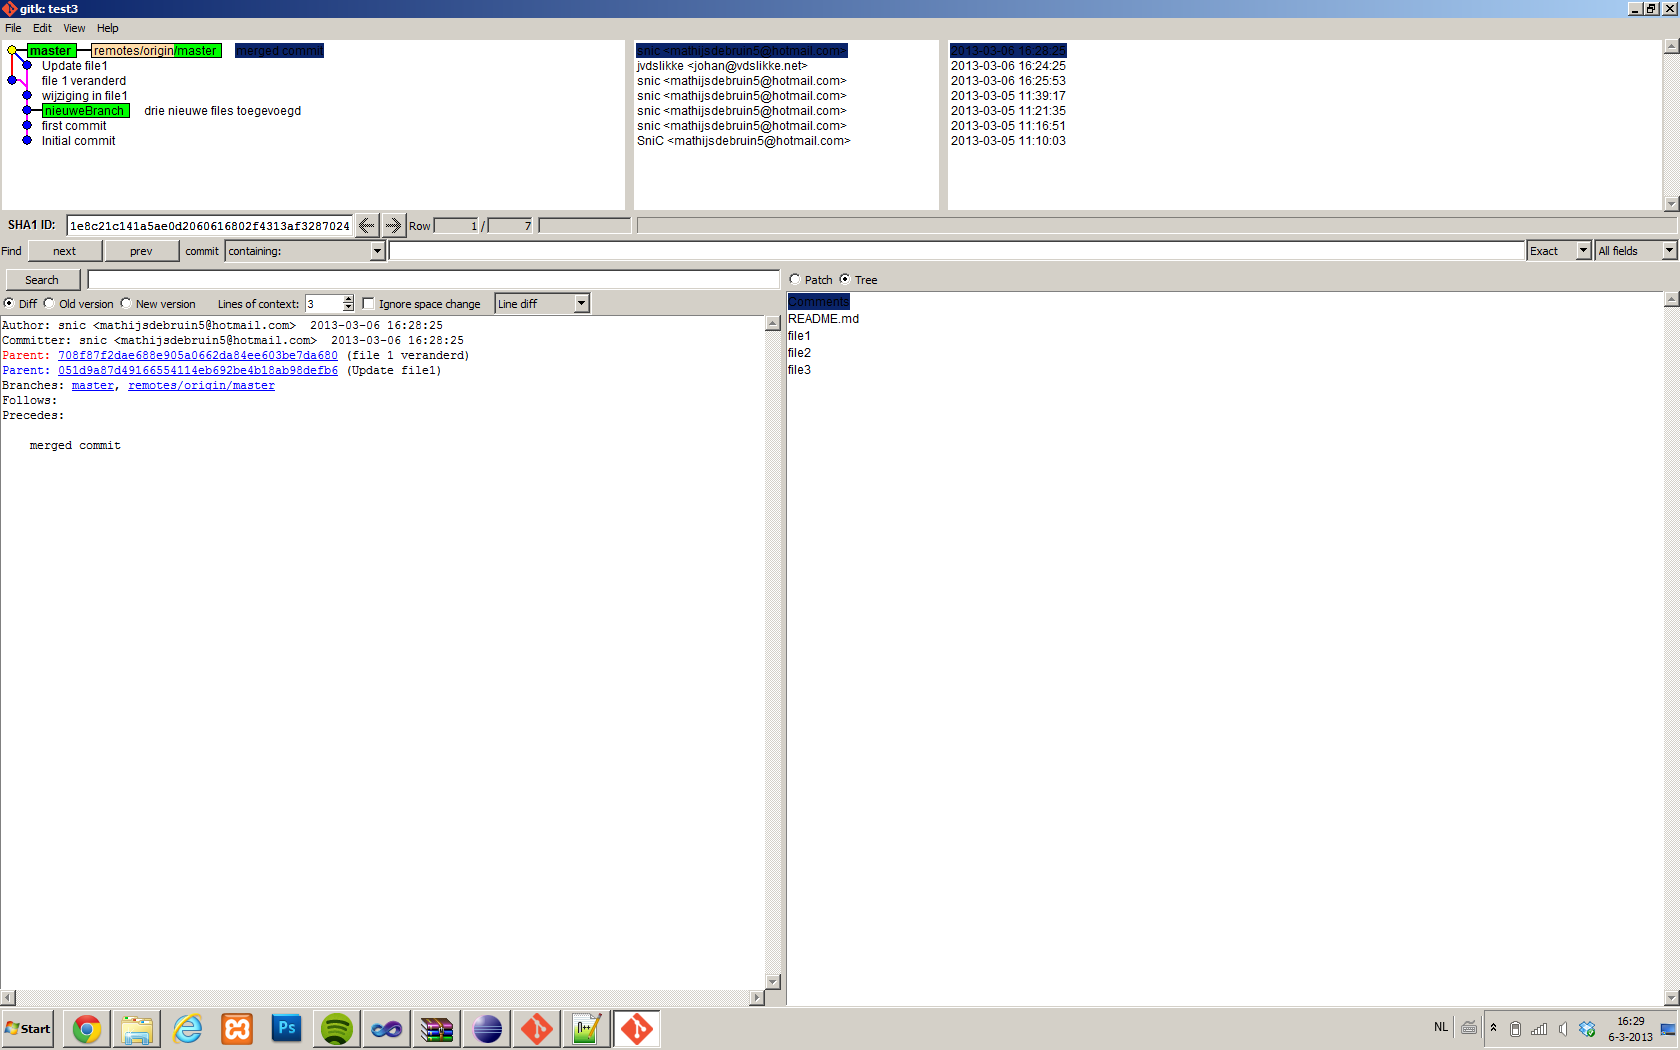 gitk: test3
File Edit View Help
master remotes/origin/master merged commit snic <mathijsdebruin5@hotmail.com> 2013-03-06 16:28:25
Update file1 jvdslikke <johan@vdslikke.net> 2013-03-06 16:24:25
file 1 veranderd snic <mathijsdebruin5@hotmail.com> 2013-03-06 16:25:53
wijziging in file1 snic <mathijsdebruin5@hotmail.com> 2013-03-05 11:39:17
nieuweBranch drie nieuwe files toegevoegd snic <mathijsdebruin5@hotmail.com> 2013-03-05 11:21:35
first commit snic <mathijsdebruin5@hotmail.com> 2013-03-05 11:16:51
Initial commit SniC <mathijsdebruin5@hotmail.com> 2013-03-05 11:10:03
SHA1 ID: 1e8c21c141a5ae0d2060616802f4313af3287024 Row 1 / 7
Find next prev commit containing: Exact All fields
Search
Patch Tree
Diff Old version New version Lines of context: 3 Ignore space change Line diff
Author: snic <mathijsdebruin5@hotmail.com> 2013-03-06 16:28:25
Committer: snic <mathijsdebruin5@hotmail.com> 2013-03-06 16:28:25
Parent: 708f87f2dae688e905a0662da84ee603be7da680 (file 1 veranderd)
Parent: 051d9a87d49166554114eb692be4b18ab98defb6 (Update file1)
Branches: master, remotes/origin/master
Follows:
Precedes:
merged commit
Comments
README.md
file1
file2
file3
Start
Ps
N++
NL
16:29
6-3-2013